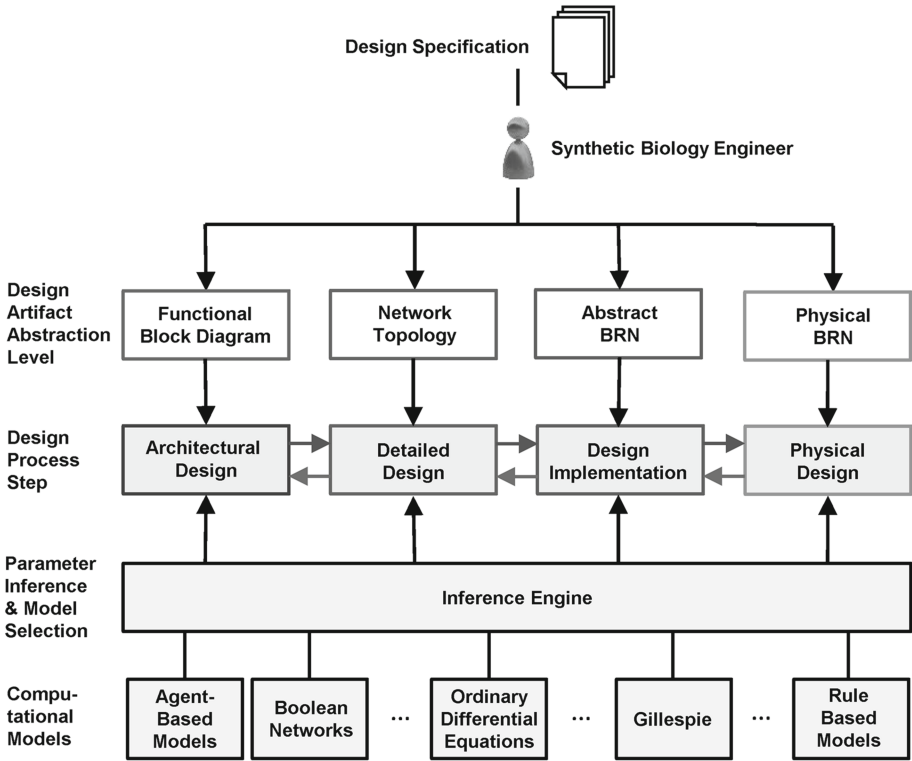 Design Specification
Synthetic Biology Engineer
Design
Artifact
Abstraction
Level
Functional
Block Diagram
Network
Topology
Abstract
BRN
Physical
BRN
Design
Process
Step
Architectural
Design
Detailed
Design
Design
Implementation
Physical
Design
Parameter
Inference
& Model
Selection
Inference Engine
Compu-
tational
Models
Agent-
Based
Models
Boolean
Networks
...
Ordinary
Differential
Equations
...
Gillespie
...
Rule
Based
Models